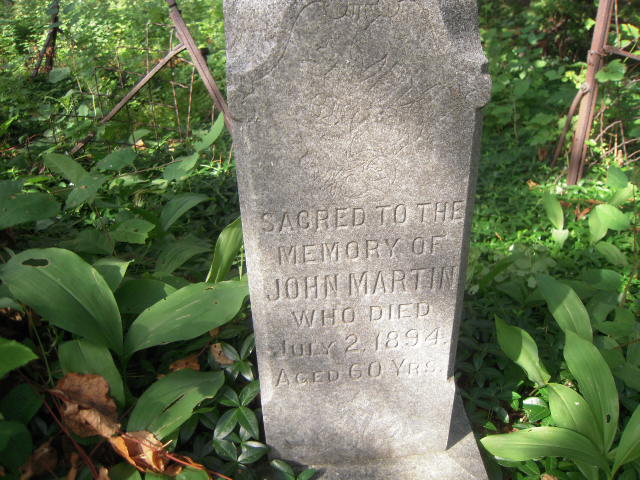 SACRED TO THE
MEMORY OF
JOHN MARTIN
WHO DIED
JULY 2, 1894.
AGED 60 YRS.